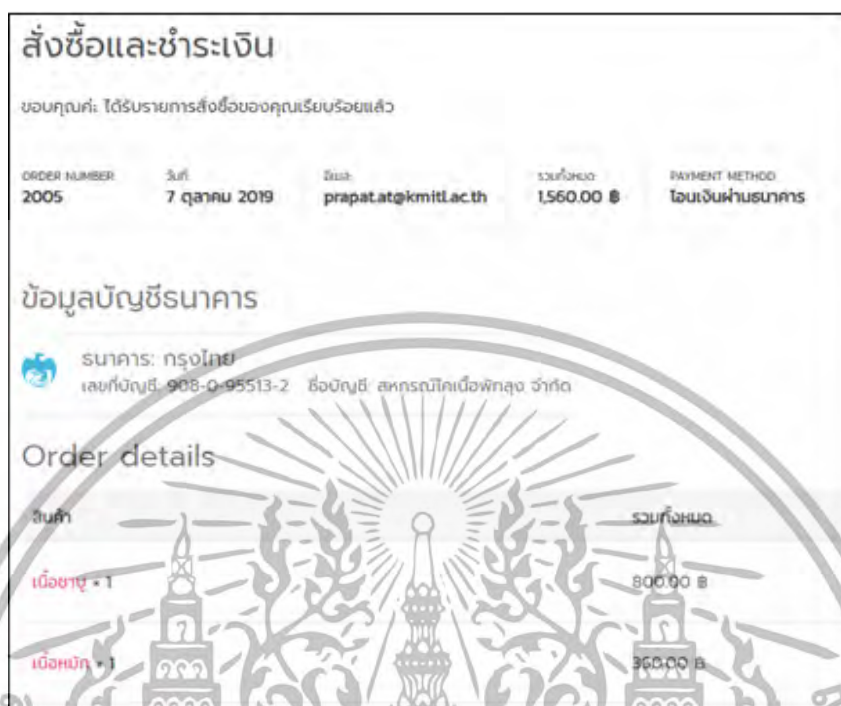 สั่งซื้อและชำระเงิน
ขอบคุณค่ะ ได้รับรายการสั่งซื้อของคุณเรียบร้อยแล้ว
ORDER NUMBER วันที่ อีเมล: รวมทั้งหมด: PAYMENT METHOD
2005 7 ตุลาคม 2019 prapat.at@kmitl.ac.th 1,560.00 ฿ โอนเงินผ่านธนาคาร
ข้อมูลบัญชีธนาคาร
ธนาคาร: กรุงไทย
เลขที่บัญชี: 908-0-95513-2 ชื่อบัญชี: สหกรณ์โคเนื้อพัทลุง จำกัด
Order details
สินค้า รวมทั้งหมด
เนื้อชาบู × 1 800.00 ฿
เนื้อหมัก × 1 360.00 ฿